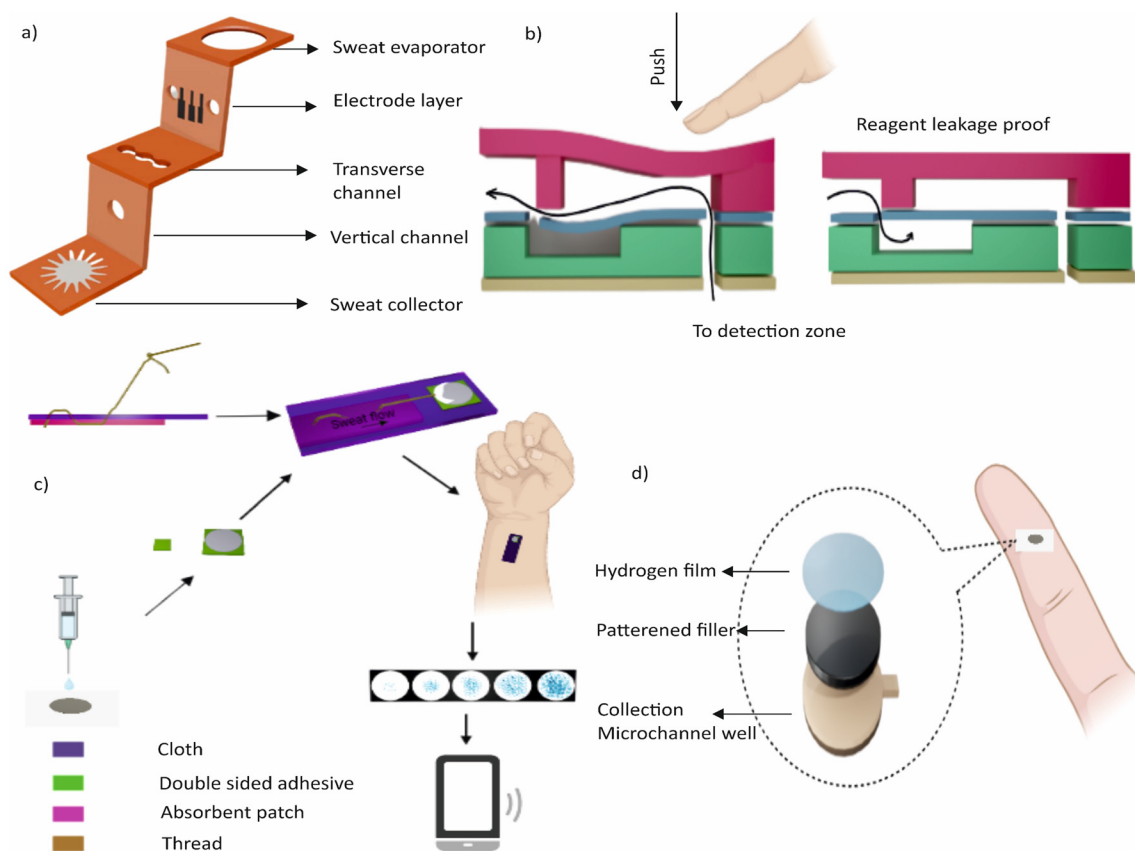 a)
Sweat evaporator
Electrode layer
Transverse
channel
Vertical channel
Sweat collector
b)
Push
Reagent leakage proof
To detection zone
c)
Sweat flow
Cloth
Double sided adhesive
Absorbent patch
Thread
d)
Hydrogen film
Patterened filler
Collection
Microchannel well